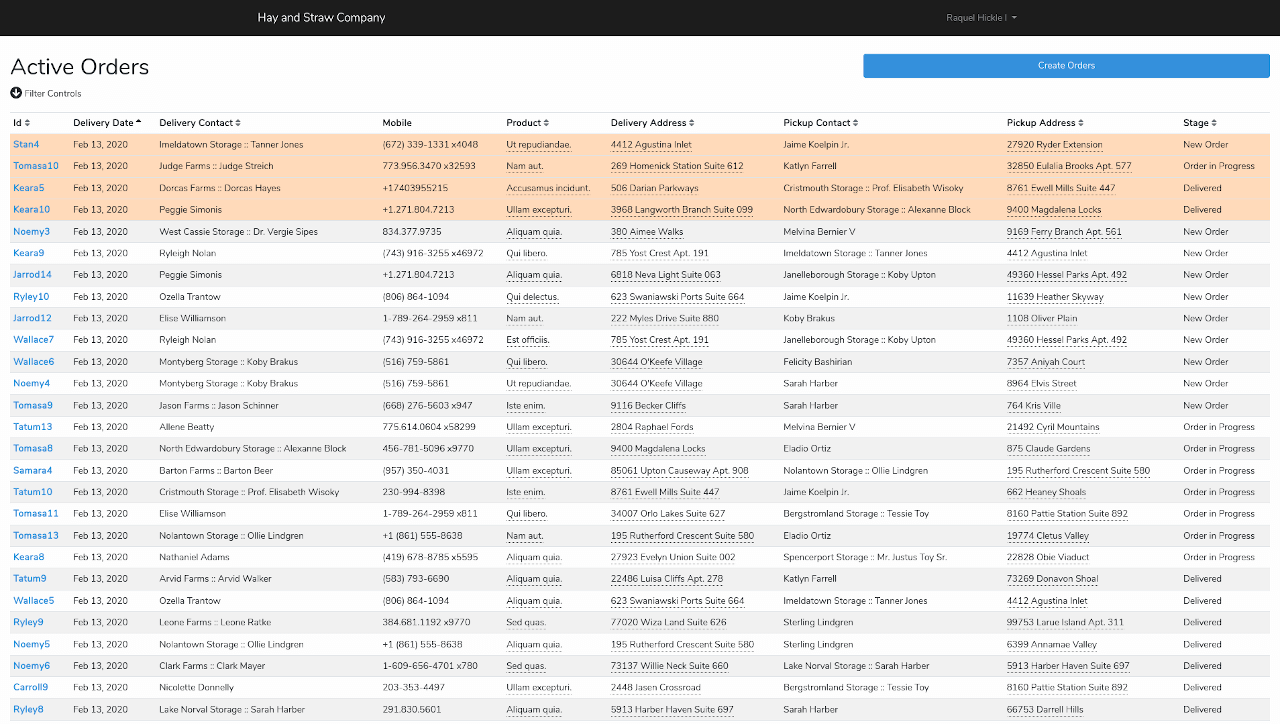 Hay and Straw Company Raquel Hickle I
Active Orders Create Orders
Filter Controls
Id Delivery Date Delivery Contact Mobile Product Delivery Address Pickup Contact Pickup Address Stage
Stan4 Feb 13, 2020 Imeldatown Storage :: Tanner Jones (672) 339-1331 x4048 Ut repudiandae. 4412 Agustina Inlet Jaime Koelpin Jr. 27920 Ryder Extension New Order
Tomasa10 Feb 13, 2020 Judge Farms :: Judge Streich 773.956.3470 x32593 Nam aut. 269 Homenick Station Suite 612 Katlyn Farrell 32850 Eulalia Brooks Apt. 577 Order in Progress
Keara5 Feb 13, 2020 Dorcas Farms :: Dorcas Hayes +17403955215 Accusamus incidunt. 506 Darian Parkways Cristmouth Storage :: Prof. Elisabeth Wisoky 8761 Ewell Mills Suite 447 Delivered
Keara10 Feb 13, 2020 Peggie Simonis +1.271.804.7213 Ullam excepturi. 3968 Langworth Branch Suite 099 North Edwardobury Storage :: Alexanne Block 9400 Magdalena Locks Delivered
Noemy3 Feb 13, 2020 West Cassie Storage :: Dr. Vergie Sipes 834.377.9735 Aliquam quia. 380 Aimee Walks Melvina Bernier V 9169 Ferry Branch Apt. 561 New Order
Keara9 Feb 13, 2020 Ryleigh Nolan (743) 916-3255 x46972 Qui libero. 785 Yost Crest Apt. 191 Imeldatown Storage :: Tanner Jones 4412 Agustina Inlet New Order
Jarrod14 Feb 13, 2020 Peggie Simonis +1.271.804.7213 Aliquam quia. 6818 Neva Light Suite 063 Janelleborough Storage :: Koby Upton 49360 Hessel Parks Apt. 492 New Order
Ryley10 Feb 13, 2020 Ozella Trantow (806) 864-1094 Qui delectus. 623 Swaniawski Ports Suite 664 Jaime Koelpin Jr. 11639 Heather Skyway New Order
Jarrod12 Feb 13, 2020 Elise Williamson 1-789-264-2959 x811 Nam aut. 222 Myles Drive Suite 880 Koby Brakus 1108 Oliver Plain New Order
Wallace7 Feb 13, 2020 Ryleigh Nolan (743) 916-3255 x46972 Est officiis. 785 Yost Crest Apt. 191 Janelleborough Storage :: Koby Upton 49360 Hessel Parks Apt. 492 New Order
Wallace6 Feb 13, 2020 Montyberg Storage :: Koby Brakus (516) 759-5861 Qui libero. 30644 O'Keefe Village Felicity Bashirian 7357 Aniyah Court New Order
Noemy4 Feb 13, 2020 Montyberg Storage :: Koby Brakus (516) 759-5861 Ut repudiandae. 30644 O'Keefe Village Sarah Harber 8964 Elvis Street New Order
Tomasa9 Feb 13, 2020 Jason Farms :: Jason Schinner (668) 276-5603 x947 Iste enim. 9116 Becker Cliffs Sarah Harber 764 Kris Ville New Order
Tatum13 Feb 13, 2020 Allene Beatty 775.614.0604 x58299 Ullam excepturi. 2804 Raphael Fords Melvina Bernier V 21492 Cyril Mountains Order in Progress
Tomasa8 Feb 13, 2020 North Edwardobury Storage :: Alexanne Block 456-781-5096 x9770 Ullam excepturi. 9400 Magdalena Locks Eladio Ortiz 875 Claude Gardens Order in Progress
Samara4 Feb 13, 2020 Barton Farms :: Barton Beer (957) 350-4031 Ullam excepturi. 85061 Upton Causeway Apt. 908 Nolantown Storage :: Ollie Lindgren 195 Rutherford Crescent Suite 580 Order in Progress
Tatum10 Feb 13, 2020 Cristmouth Storage :: Prof. Elisabeth Wisoky 230-994-8398 Iste enim. 8761 Ewell Mills Suite 447 Jaime Koelpin Jr. 662 Heaney Shoals Order in Progress
Tomasa11 Feb 13, 2020 Elise Williamson 1-789-264-2959 x811 Qui libero. 34007 Orlo Lakes Suite 627 Bergstromland Storage :: Tessie Toy 8160 Pattie Station Suite 892 Order in Progress
Tomasa13 Feb 13, 2020 Nolantown Storage :: Ollie Lindgren +1 (861) 555-8638 Nam aut. 195 Rutherford Crescent Suite 580 Eladio Ortiz 19774 Cletus Valley Order in Progress
Keara8 Feb 13, 2020 Nathaniel Adams (419) 678-8785 x5595 Aliquam quia. 27923 Evelyn Union Suite 002 Spencerport Storage :: Mr. Justus Toy Sr. 22828 Obie Viaduct Order in Progress
Tatum9 Feb 13, 2020 Arvid Farms :: Arvid Walker (583) 793-6690 Aliquam quia. 22486 Luisa Cliffs Apt. 278 Katlyn Farrell 73269 Donavon Shoal Delivered
Wallace5 Feb 13, 2020 Ozella Trantow (806) 864-1094 Aliquam quia. 623 Swaniawski Ports Suite 664 Imeldatown Storage :: Tanner Jones 4412 Agustina Inlet Delivered
Ryley9 Feb 13, 2020 Leone Farms :: Leone Ratke 384.681.1192 x9770 Sed quas. 77020 Wiza Land Suite 626 Sterling Lindgren 99753 Larue Island Apt. 311 Delivered
Noemy5 Feb 13, 2020 Nolantown Storage :: Ollie Lindgren +1 (861) 555-8638 Aliquam quia. 195 Rutherford Crescent Suite 580 Sterling Lindgren 6399 Annamae Valley Delivered
Noemy6 Feb 13, 2020 Clark Farms :: Clark Mayer 1-609-656-4701 x780 Sed quas. 73137 Willie Neck Suite 660 Lake Norval Storage :: Sarah Harber 5913 Harber Haven Suite 697 Delivered
Carroll9 Feb 13, 2020 Nicolette Donnelly 203-353-4497 Ullam excepturi. 2448 Jasen Crossroad Bergstromland Storage :: Tessie Toy 8160 Pattie Station Suite 892 Delivered
Ryley8 Feb 13, 2020 Lake Norval Storage :: Sarah Harber 291.830.5601 Aliquam quia. 5913 Harber Haven Suite 697 Sarah Harber 66753 Darrell Hills Delivered